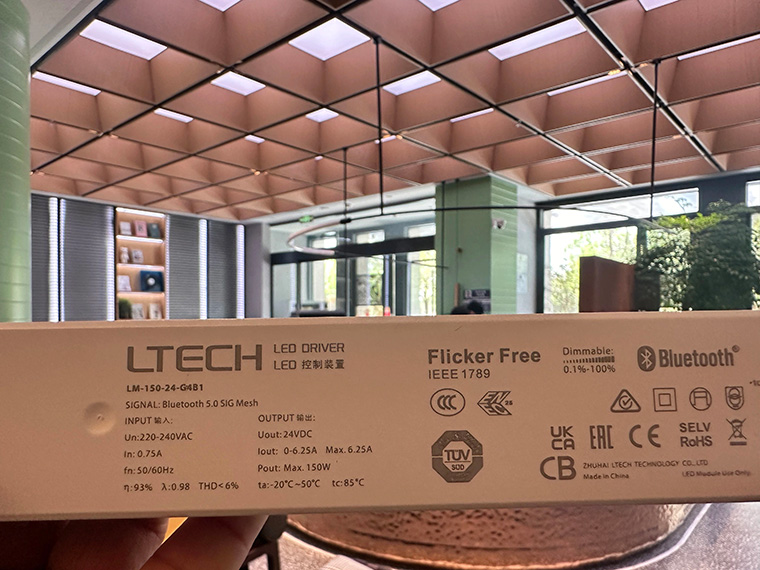 LTECH LED DRIVER
LED 控制装置
LM-150-24-G4B1
SIGNAL: Bluetooth 5.0 SIG Mesh
INPUT 输入:
Un:220-240VAC
In: 0.75A
fn: 50/60Hz
η:93% λ:0.98 THD<6%
OUTPUT 输出:
Uout:24VDC
Iout: 0-6.25A Max. 6.25A
Pout: Max. 150W
ta:-20°C~50°C tc:85°C
Flicker Free
IEEE 1789
Dimmable:
0.1%-100%
Bluetooth®
CCC
ENEC
25
TÜV
SÜD
UK
CA
EAC
CE
SELV
RoHS
CB
ZHUHAI LTECH TECHNOLOGY CO.,LTD
Made in China
LED Module Use Only.